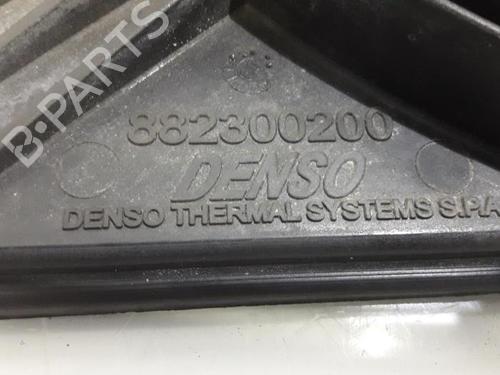 B-PARTS
882300200
DENSO
DENSO THERMAL SYSTEMS S.P.A